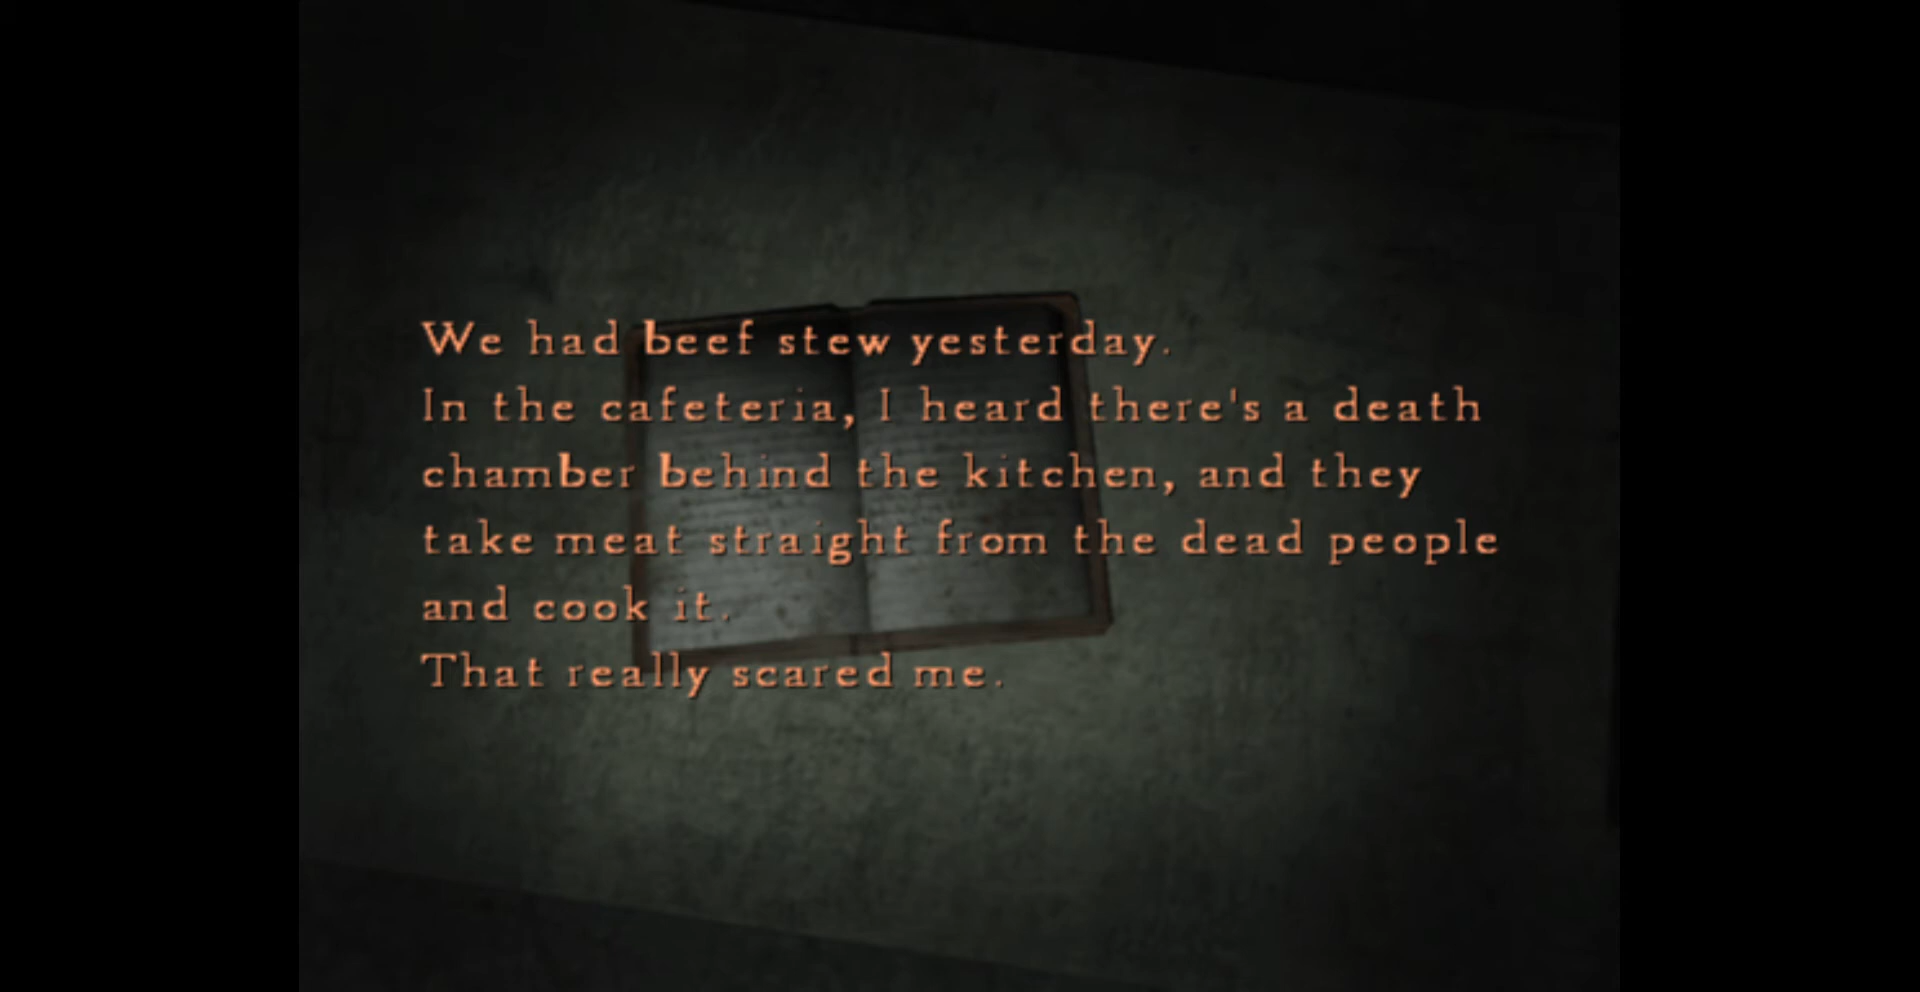 We had beef stew yesterday.
In the cafeteria, I heard there's a death
chamber behind the kitchen, and they
take meat straight from the dead people
and cook it.
That really scared me.